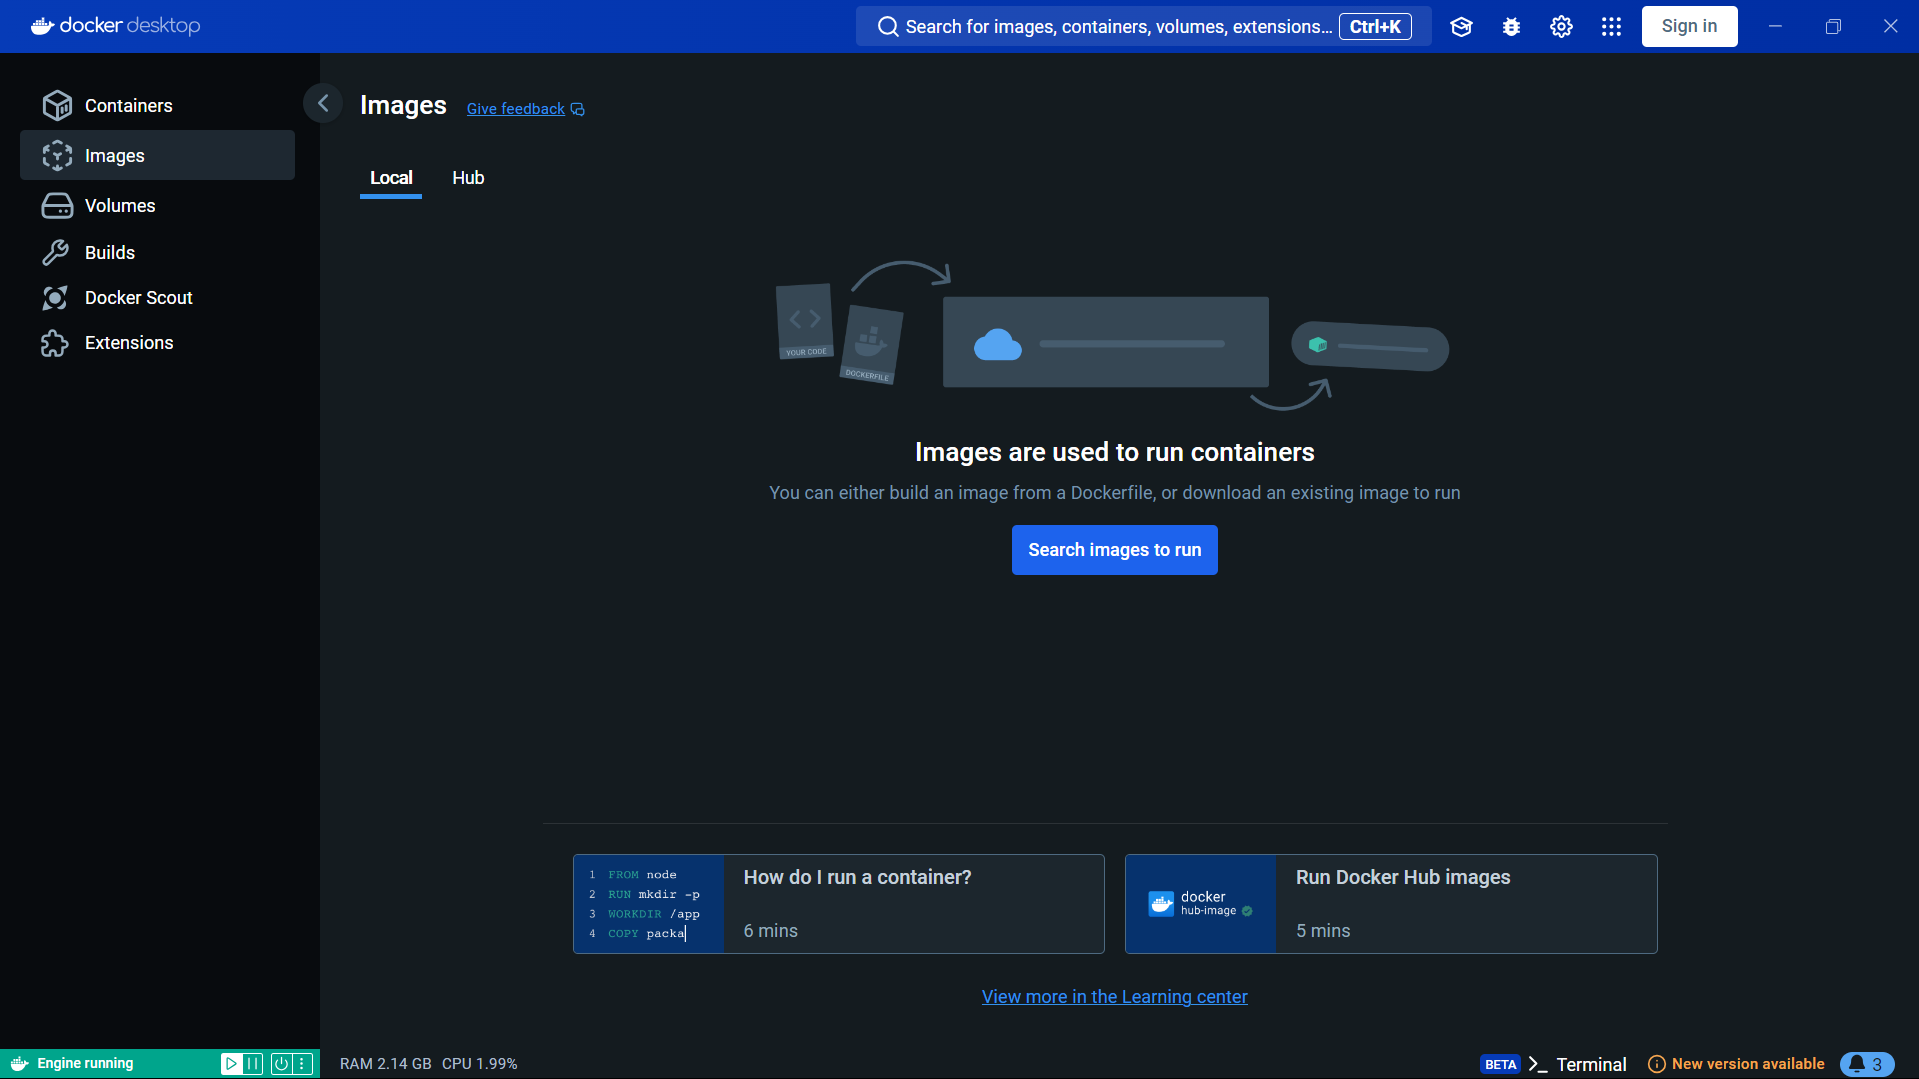 docker desktop
Search for images, containers, volumes, extensions... Ctrl+K
Sign in
Containers
Images
Volumes
Builds
Docker Scout
Extensions
Images Give feedback
Local Hub
YOUR CODE
DOCKERFILE
Images are used to run containers
You can either build an image from a Dockerfile, or download an existing image to run
Search images to run
1 FROM node
2 RUN mkdir -p
3 WORKDIR /app
4 COPY packa
How do I run a container?
6 mins
docker
hub-image
Run Docker Hub images
5 mins
View more in the Learning center
Engine running
RAM 2.14 GB CPU 1.99%
BETA >_ Terminal
New version available
3